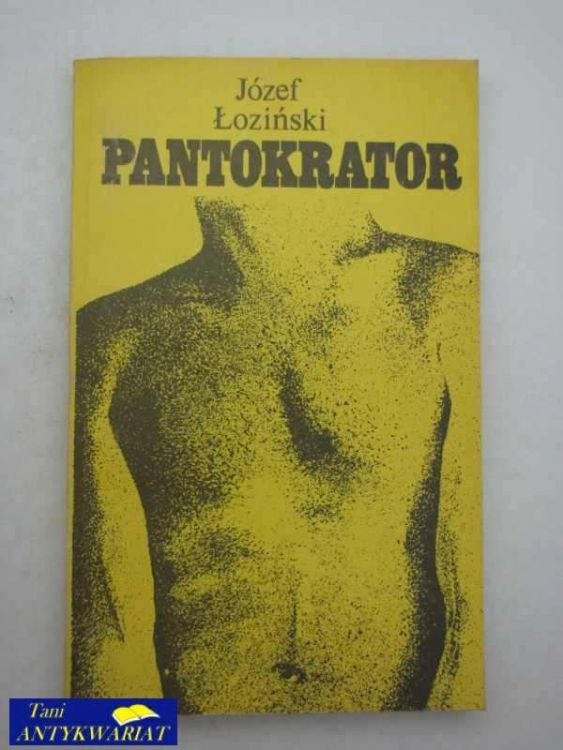 Józef
Łoziński
PANTOKRATOR
Tani
ANTYKWARIAT